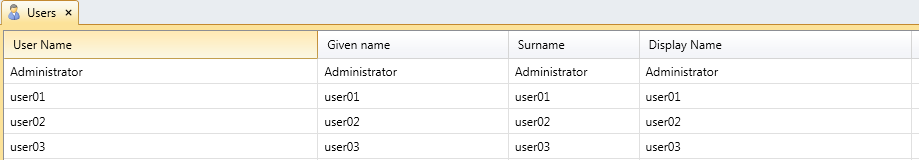 Users ×
User Name Given name Surname Display Name
Administrator Administrator Administrator Administrator
user01 user01 user01 user01
user02 user02 user02 user02
user03 user03 user03 user03